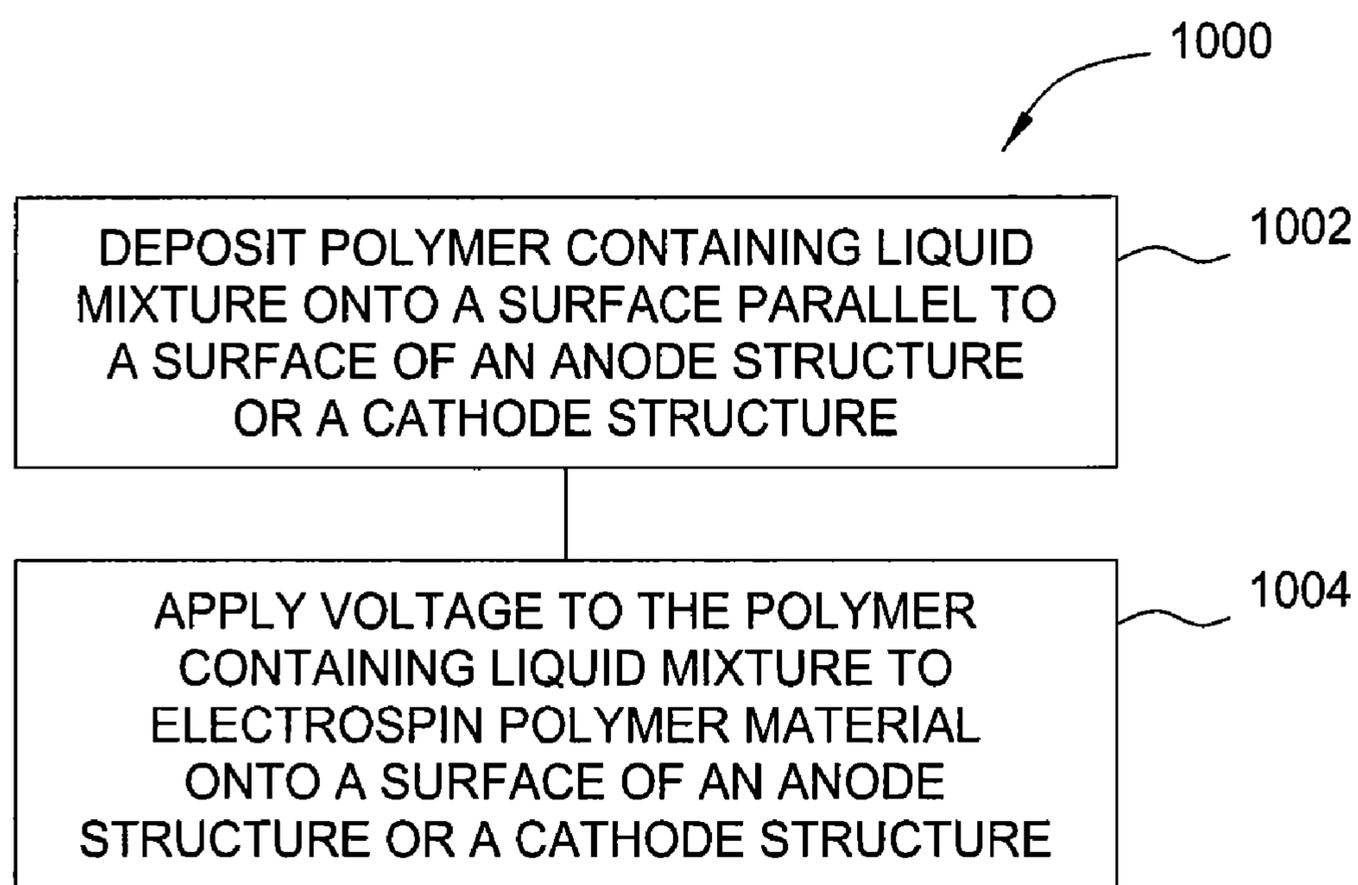 1000
1002
DEPOSIT POLYMER CONTAINING LIQUID
MIXTURE ONTO A SURFACE PARALLEL TO
A SURFACE OF AN ANODE STRUCTURE
OR A CATHODE STRUCTURE
1004
APPLY VOLTAGE TO THE POLYMER
CONTAINING LIQUID MIXTURE TO
ELECTROSPIN POLYMER MATERIAL
ONTO A SURFACE OF AN ANODE
STRUCTURE OR A CATHODE STRUCTURE